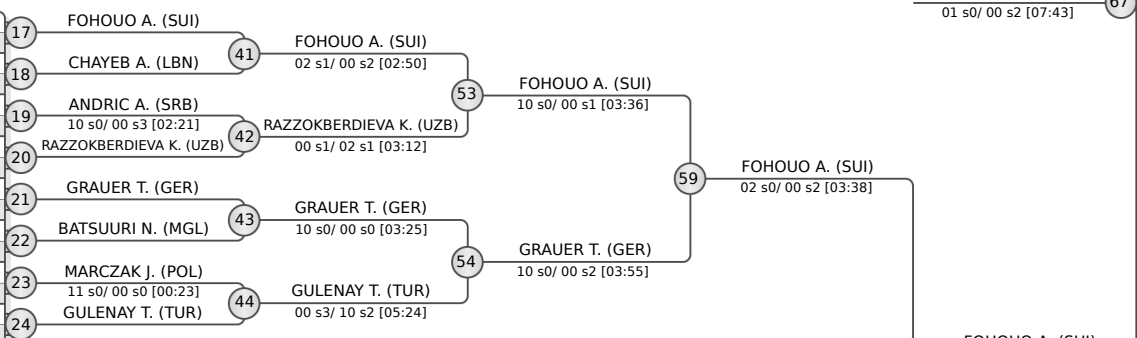 01 s0/ 00 s2 [07:43]
67
17
FOHOUO A. (SUI)
18
CHAYEB A. (LBN)
41
FOHOUO A. (SUI)
02 s1/ 00 s2 [02:50]
19
ANDRIC A. (SRB)
10 s0/ 00 s3 [02:21]
20
RAZZOKBERDIEVA K. (UZB)
42
RAZZOKBERDIEVA K. (UZB)
00 s1/ 02 s1 [03:12]
53
FOHOUO A. (SUI)
10 s0/ 00 s1 [03:36]
21
GRAUER T. (GER)
22
BATSUURI N. (MGL)
43
GRAUER T. (GER)
10 s0/ 00 s0 [03:25]
23
MARCZAK J. (POL)
11 s0/ 00 s0 [00:23]
24
GULENAY T. (TUR)
44
GULENAY T. (TUR)
00 s3/ 10 s2 [05:24]
54
GRAUER T. (GER)
10 s0/ 00 s2 [03:55]
59
FOHOUO A. (SUI)
02 s0/ 00 s2 [03:38]
FOHOUO A. (SUI)